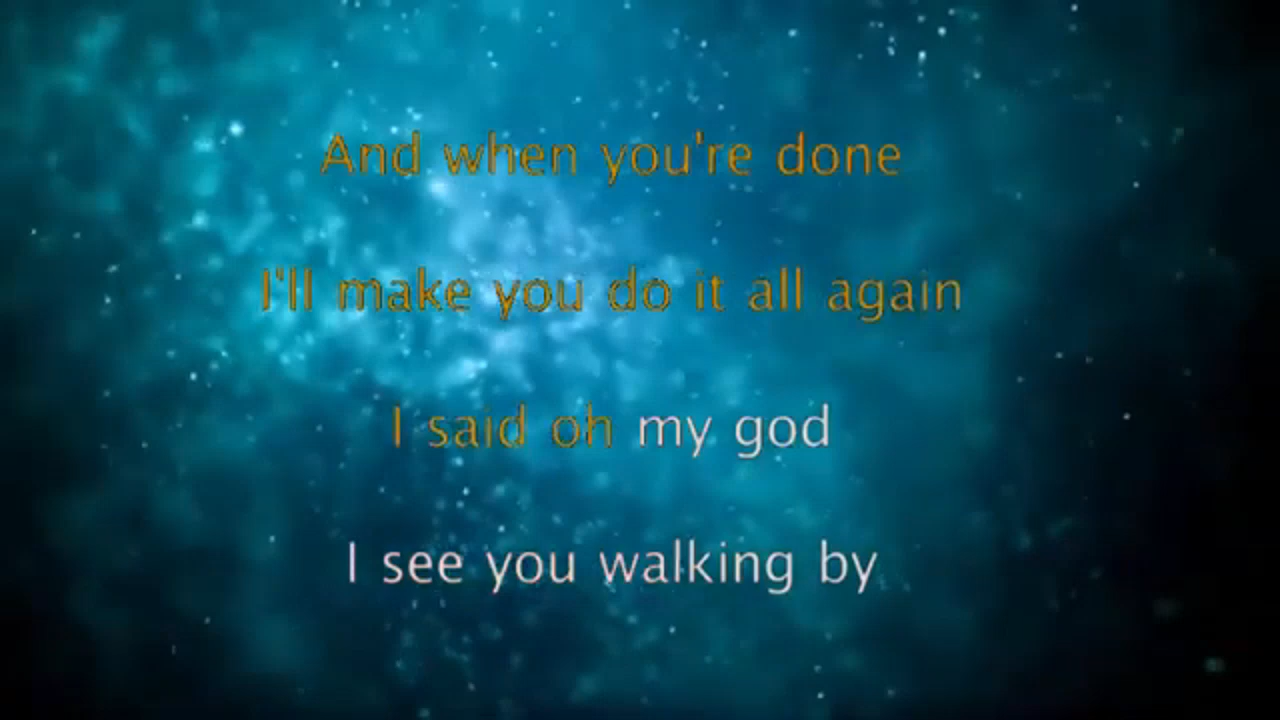 And when you're done
I'll make you do it all again
I said oh my god
I see you walking by